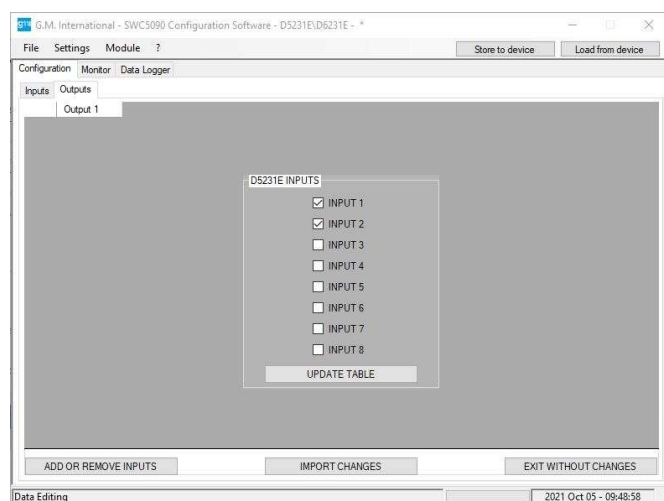 gmi G.M. International - SWC5090 Configuration Software - D5231E\D6231E - *
File Settings Module ? Store to device Load from device
Configuration Monitor Data Logger
Inputs Outputs
Output 1
D5231E INPUTS
INPUT 1
INPUT 2
INPUT 3
INPUT 4
INPUT 5
INPUT 6
INPUT 7
INPUT 8
UPDATE TABLE
ADD OR REMOVE INPUTS IMPORT CHANGES EXIT WITHOUT CHANGES
Data Editing 2021 Oct 05 - 09:48:58